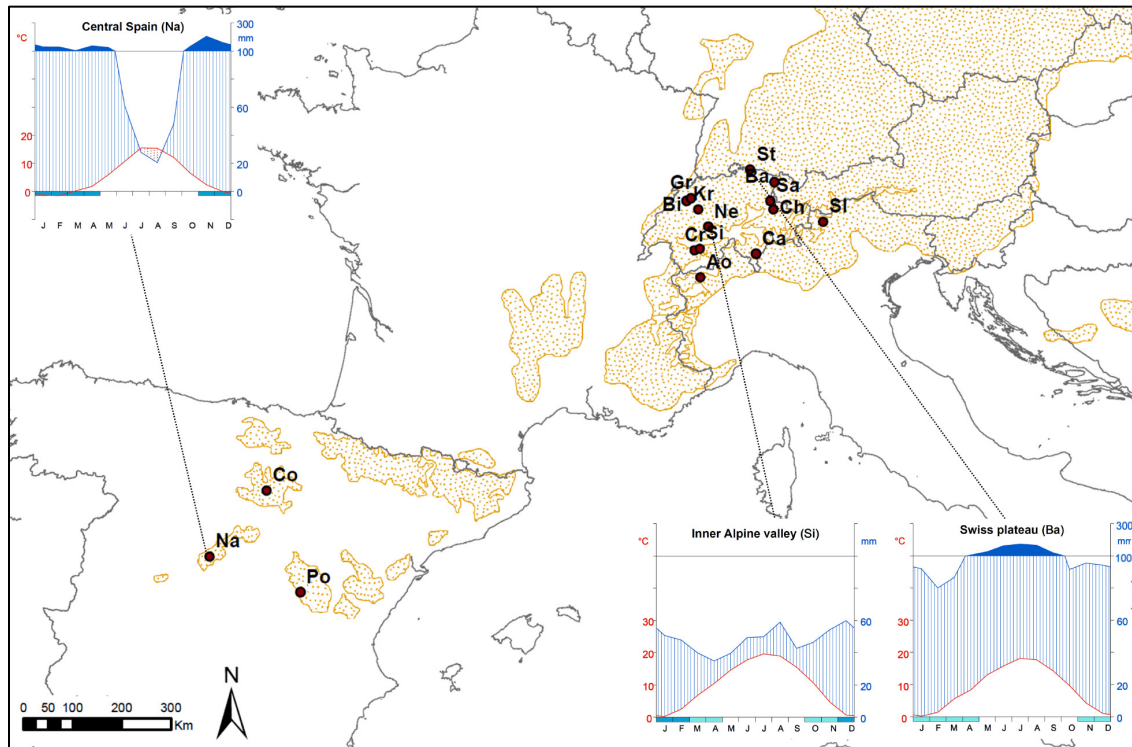 Central Spain (Na)
°C
300
mm
100
60
20
20
10
0
0
J F M A M J J A S O N D
St
Ba
Sa
Gr
Kr
Bi
Ch
Sl
Ne
Si
Cr
Ca
Ao
Co
Na
Po
N
0 50 100 200 300
Km
Inner Alpine valley (Si)
°C
mm
30
60
20
10
20
0
0
J F M A M J J A S O N D
Swiss plateau (Ba)
°C
300
mm
100
30
60
20
10
20
0
0
J F M A M J J A S O N D